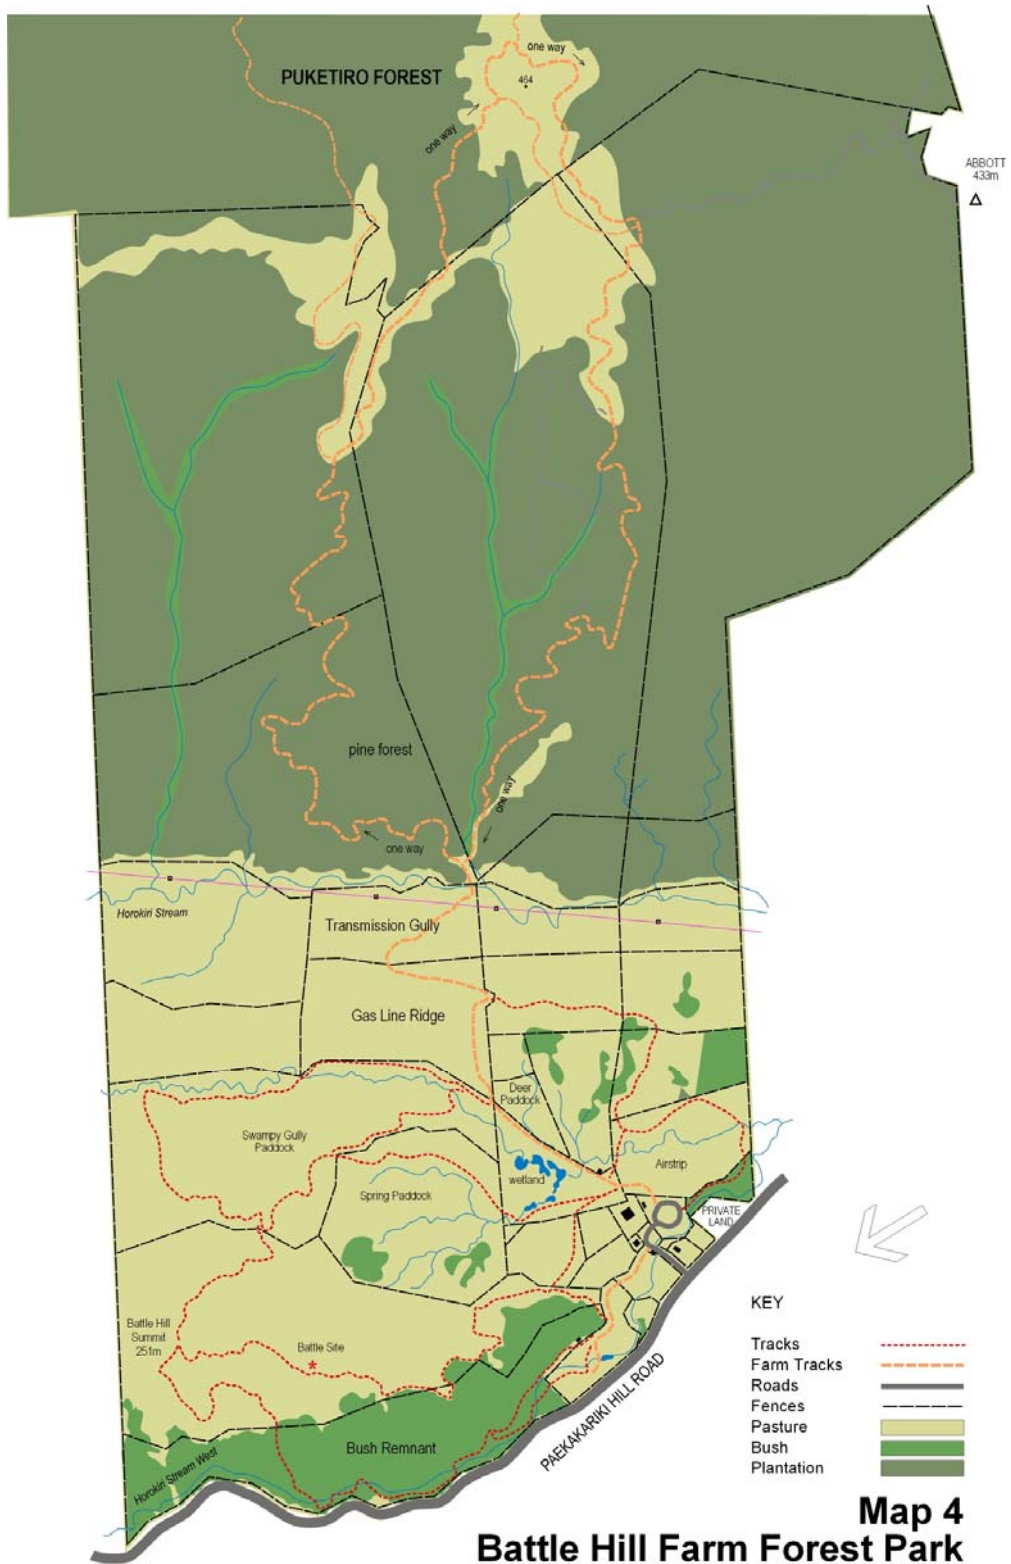 one way
PUKETIRO FOREST
464
one way
ABBOTT
433m
pine forest
one way
one way
Horokiri Stream
Transmission Gully
Gas Line Ridge
Deer
Paddock
Swampy Gully
Paddock
Airstrip
wetland
Spring Paddock
PRIVATE
LAND
KEY
Battle Hill
Summit
251m
Battle Site
Tracks
Farm Tracks
Roads
Fences
Pasture
Bush
Plantation
PAEKAKARIKI HILL ROAD
Bush Remnant
Horokiri Stream West
Map 4
Battle Hill Farm Forest Park